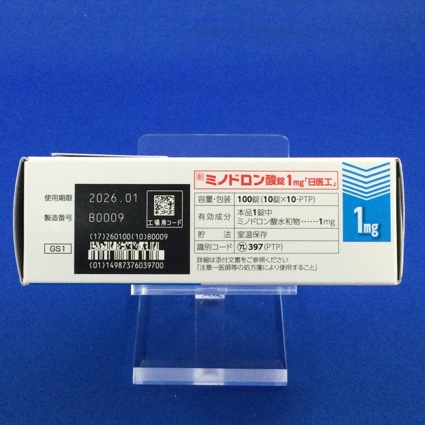 使用期限 2026.01
製造番号 B0009
工場用コード
GS1
(17)260100(10)B0009
(01)14987376039700
劇 ミノドロン酸錠1mg「日医工」
容量・包装 100錠(10錠×10・PTP)
有効成分 本品1錠中
ミノドロン酸水和物……1mg
貯法 室温保存
識別コード 397(PTP)
詳細は添付文書をご参照ください
「注意ー医師等の処方箋により使用すること」
1mg